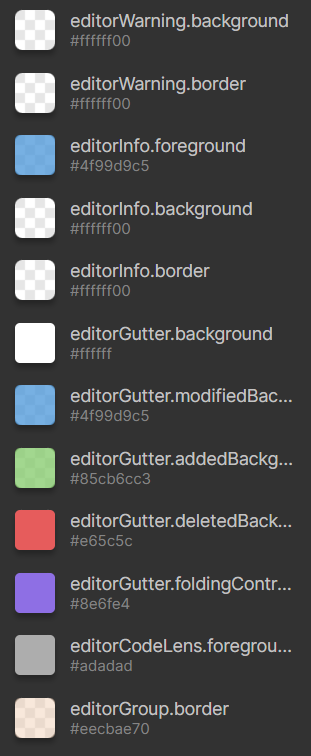 editorWarning.background
#ffffff00
editorWarning.border
#ffffff00
editorInfo.foreground
#4f99d9c5
editorInfo.background
#ffffff00
editorInfo.border
#ffffff00
editorGutter.background
#ffffff
editorGutter.modifiedBac...
#4f99d9c5
editorGutter.addedBackg...
#85cb6cc3
editorGutter.deletedBack...
#e65c5c
editorGutter.foldingContr...
#8e6fe4
editorCodeLens.foregrou...
#adadad
editorGroup.border
#eecbae70